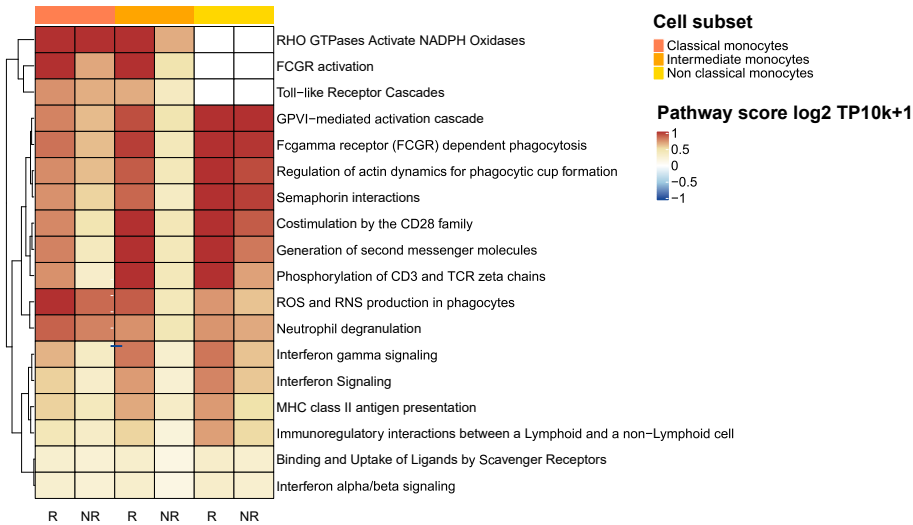 Cell subset
Classical monocytes
Intermediate monocytes
Non classical monocytes
Pathway score log2 TP10k+1
1
0.5
0
−0.5
−1
RHO GTPases Activate NADPH Oxidases
FCGR activation
Toll−like Receptor Cascades
GPVI−mediated activation cascade
Fcgamma receptor (FCGR) dependent phagocytosis
Regulation of actin dynamics for phagocytic cup formation
Semaphorin interactions
Costimulation by the CD28 family
Generation of second messenger molecules
Phosphorylation of CD3 and TCR zeta chains
ROS and RNS production in phagocytes
Neutrophil degranulation
Interferon gamma signaling
Interferon Signaling
MHC class II antigen presentation
Immunoregulatory interactions between a Lymphoid and a non−Lymphoid cell
Binding and Uptake of Ligands by Scavenger Receptors
Interferon alpha/beta signaling
R NR R NR R NR